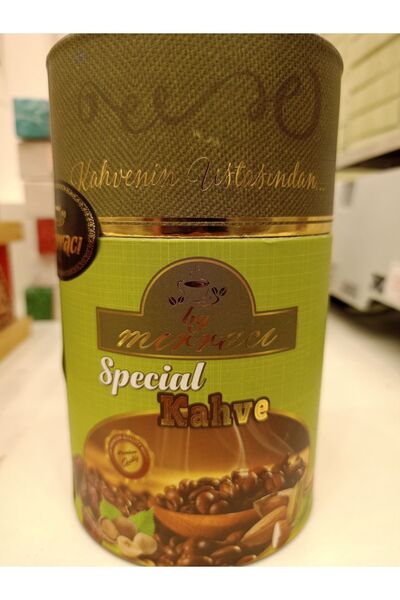 Kahvenin Ustasından...
by
mırracı
Special
Kahve